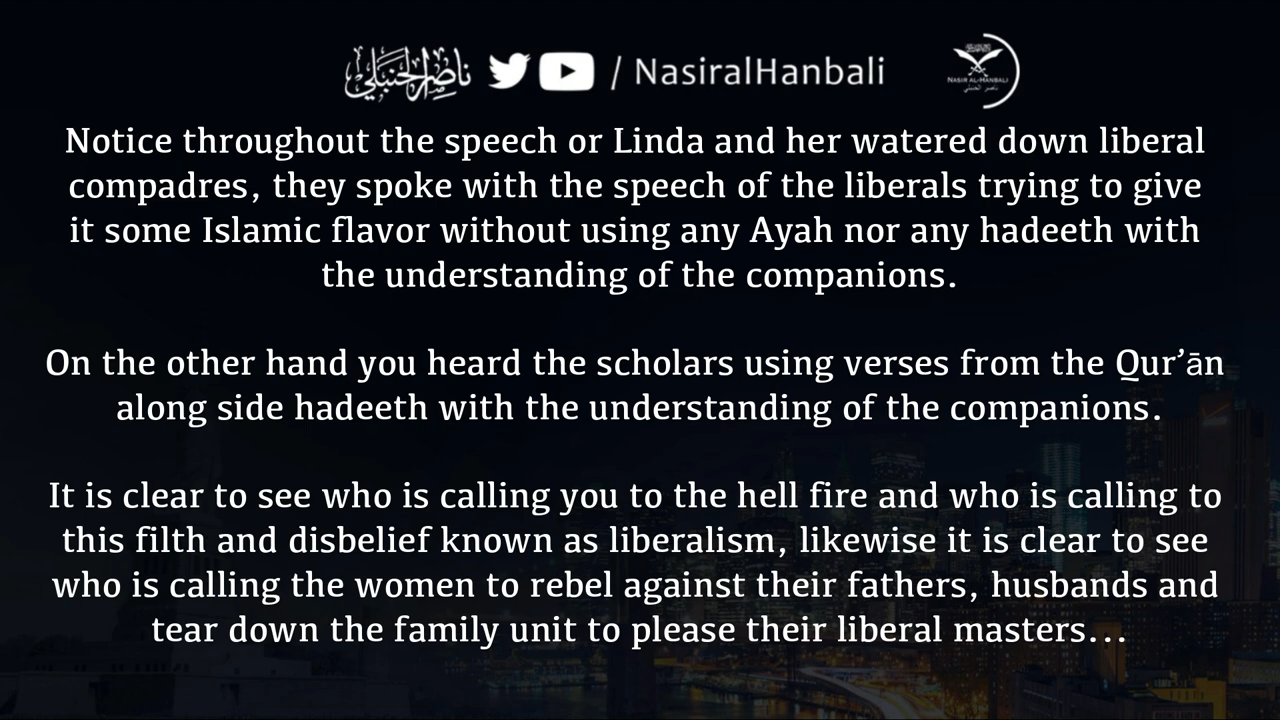 ناصر الحنبلي / NasiralHanbali
NASIR AL-HANBALI
ناصر الحنبلي
Notice throughout the speech or Linda and her watered down liberal
compadres, they spoke with the speech of the liberals trying to give
it some Islamic flavor without using any Ayah nor any hadeeth with
the understanding of the companions.
On the other hand you heard the scholars using verses from the Qur’ān
along side hadeeth with the understanding of the companions.
It is clear to see who is calling you to the hell fire and who is calling to
this filth and disbelief known as liberalism, likewise it is clear to see
who is calling the women to rebel against their fathers, husbands and
tear down the family unit to please their liberal masters...